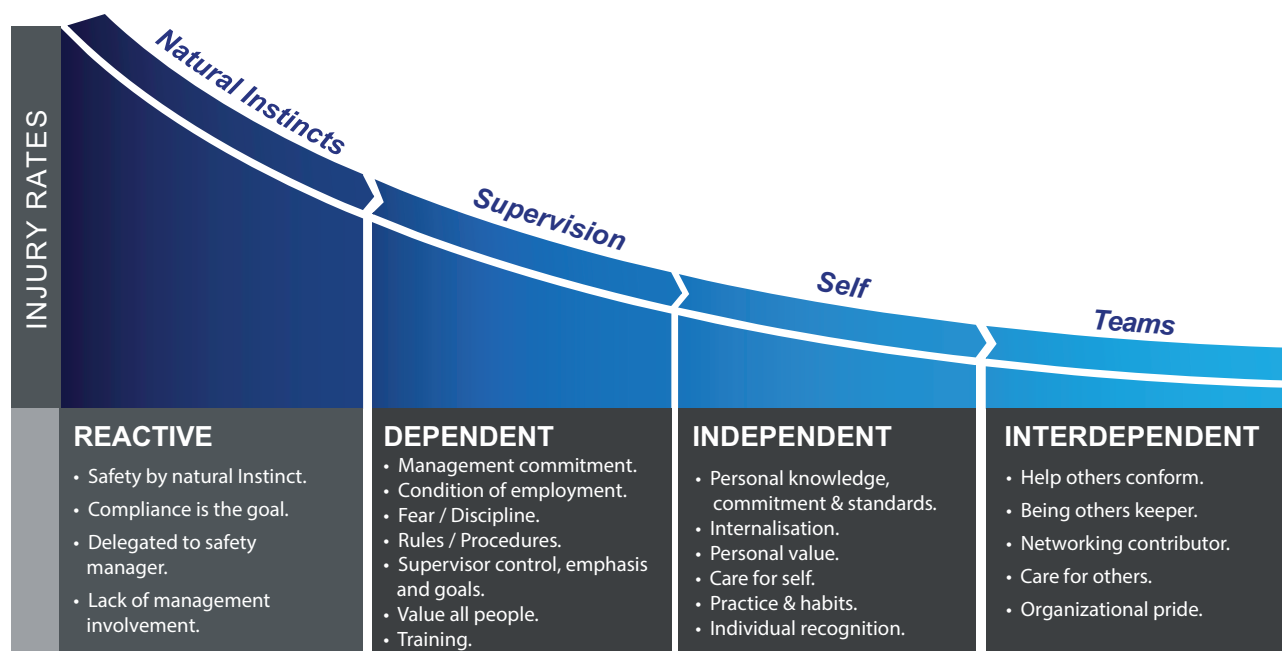 INJURY RATES
Natural Instincts
Supervision
Self
Teams
REACTIVE
• Safety by natural Instinct.
• Compliance is the goal.
• Delegated to safety
manager.
• Lack of management
involvement.
DEPENDENT
• Management commitment.
• Condition of employment.
• Fear / Discipline.
• Rules / Procedures.
• Supervisor control, emphasis
and goals.
• Value all people.
• Training.
INDEPENDENT
• Personal knowledge,
commitment & standards.
• Internalisation.
• Personal value.
• Care for self.
• Practice & habits.
• Individual recognition.
INTERDEPENDENT
• Help others conform.
• Being others keeper.
• Networking contributor.
• Care for others.
• Organizational pride.